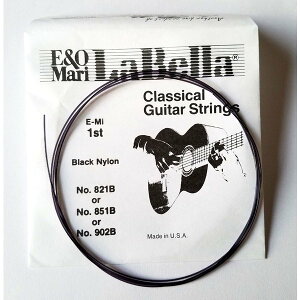 E&O
Mari
LaBella®
Classical
Guitar Strings
E-Mi
1st
Black Nylon
No. 821B
or
No. 851B
or
No. 902B
Made in U.S.A.